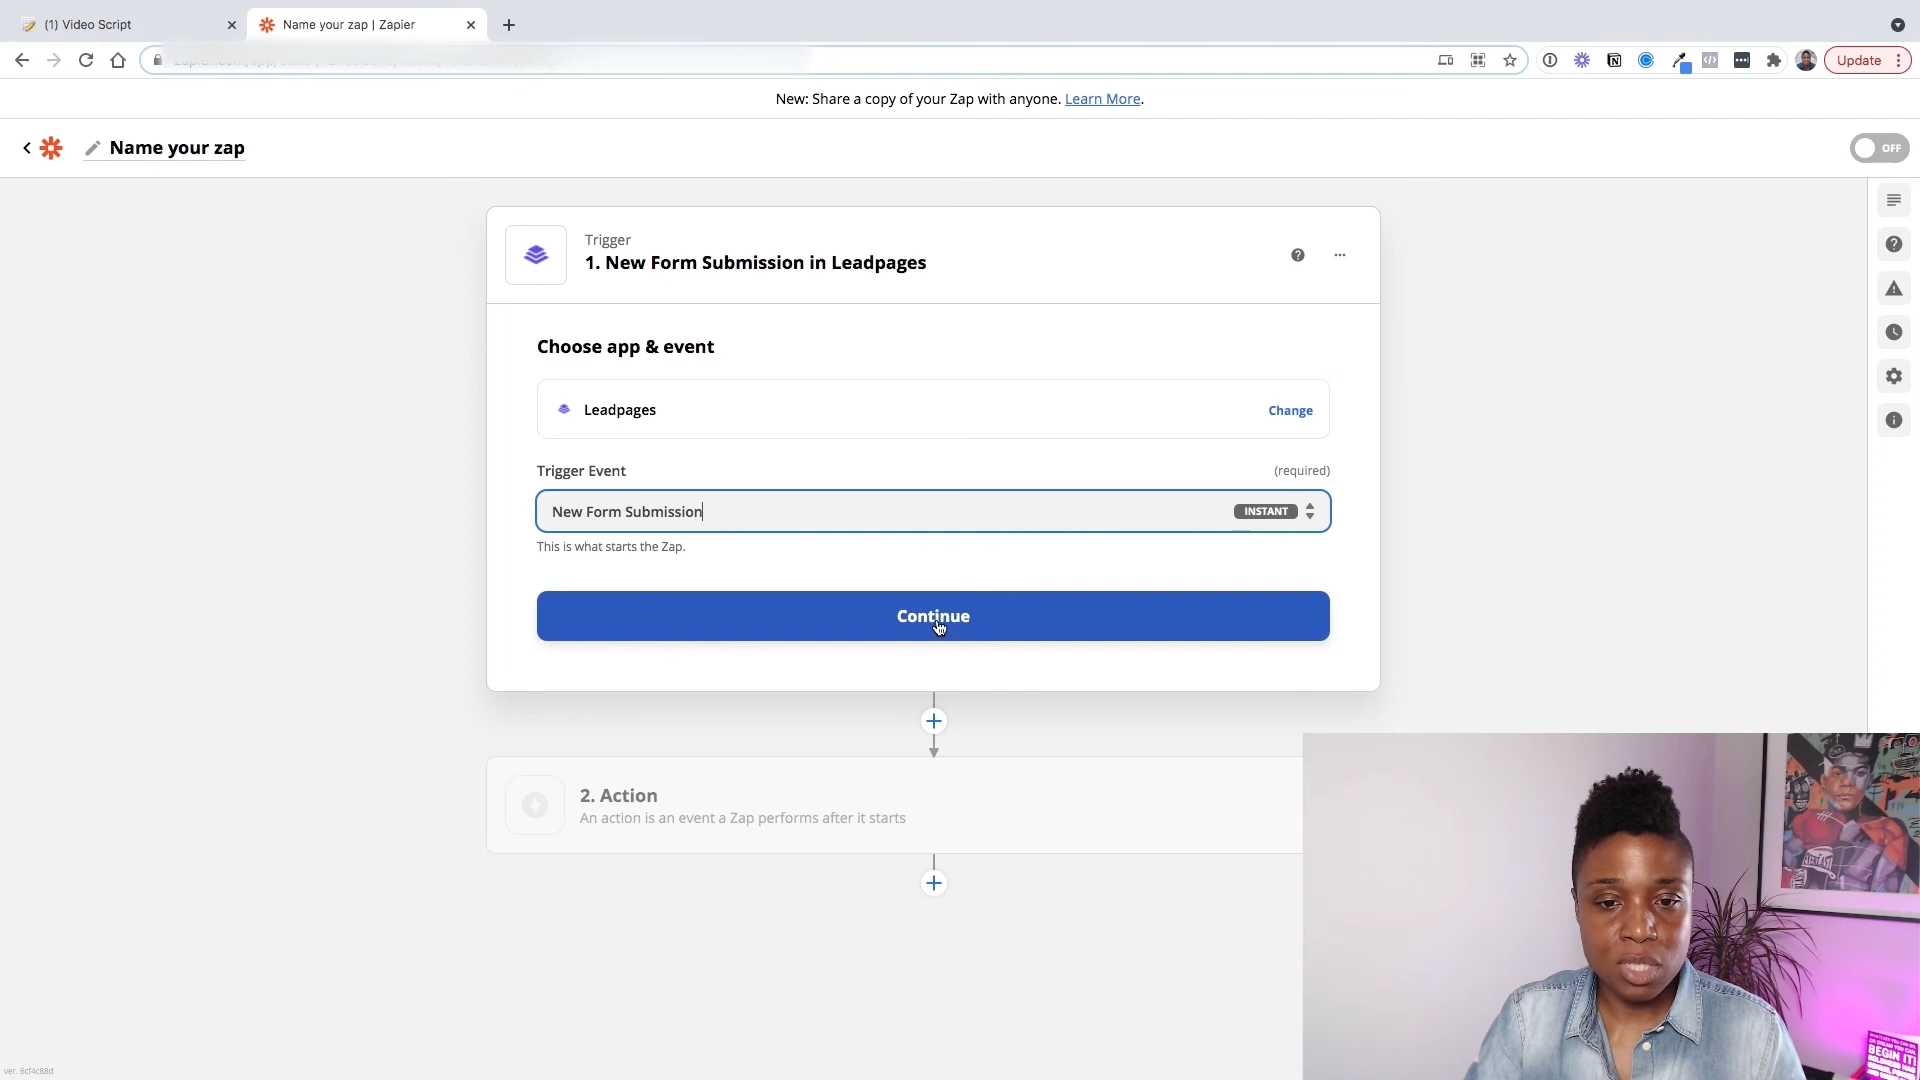 (1) Video Script
Name your zap | Zapier
Update
New: Share a copy of your Zap with anyone. Learn More.
Name your zap
OFF
Trigger
1. New Form Submission in Leadpages
Choose app & event
Leadpages
Change
Trigger Event
(required)
New Form Submission
INSTANT
This is what starts the Zap.
Continue
2. Action
An action is an event a Zap performs after it starts
BEGIN IT!
ver. 6cf4c88d